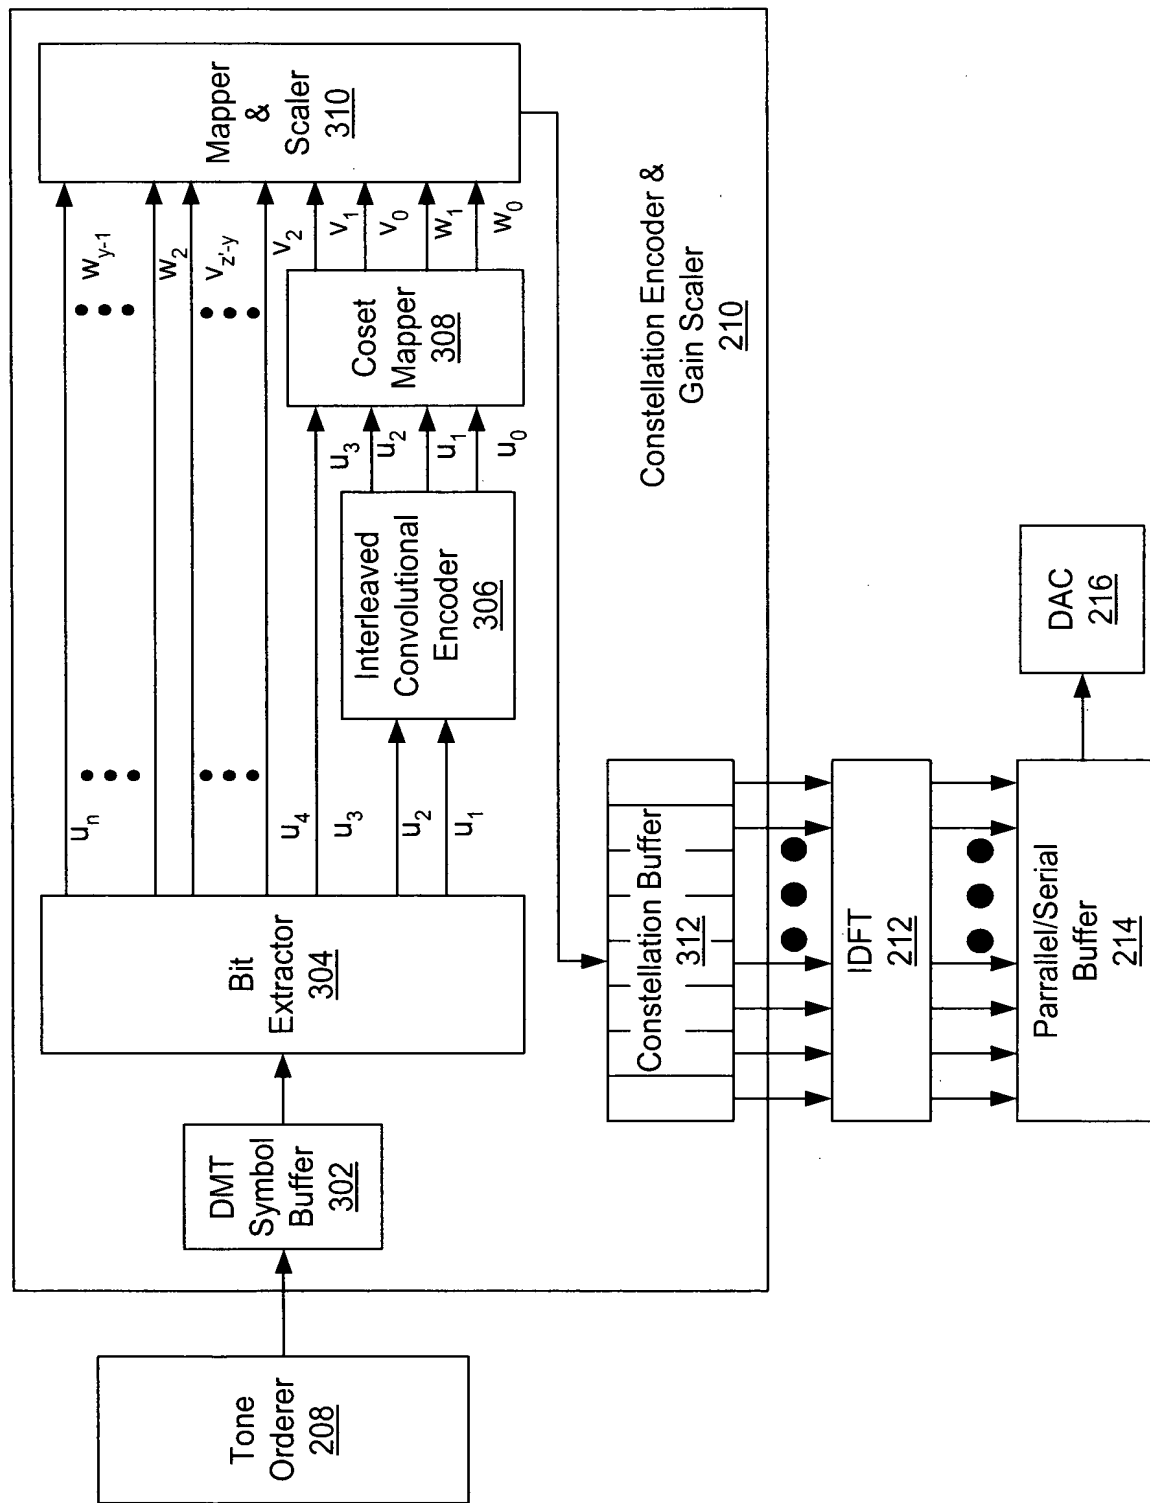 Tone
Orderer
208
DMT
Symbol
Buffer
302
Bit
Extractor
304
u_n
u_4
u_3
u_2
u_1
Interleaved
Convolutional
Encoder
306
u_3
u_2
u_1
u_0
Coset
Mapper
308
w_{y-1}
w_2
v_{z'-y}
v_2
v_1
v_0
w_1
w_0
Mapper
&
Scaler
310
Constellation Encoder &
Gain Scaler
210
Constellation Buffer
312
IDFT
212
Parrallel/Serial
Buffer
214
DAC
216